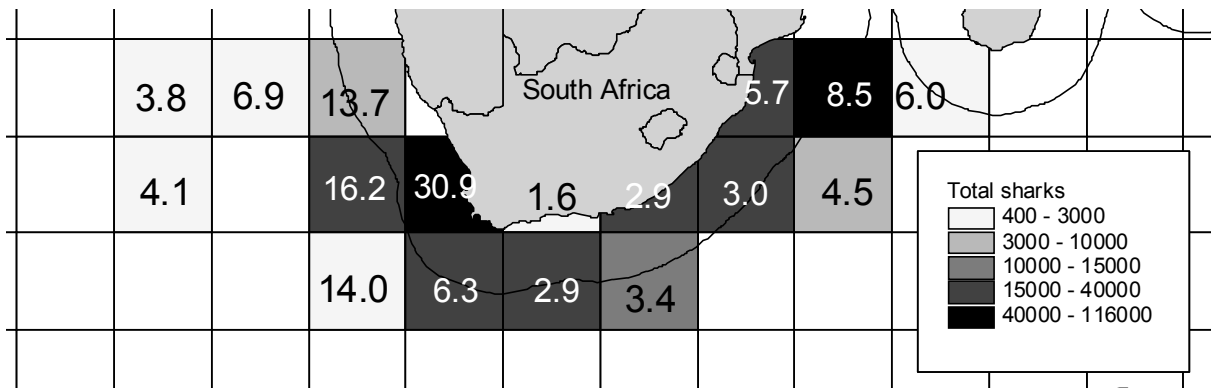 South Africa
3.8 6.9 13.7 5.7 8.5 6.0
4.1 16.2 30.9 1.6 2.9 3.0 4.5
14.0 6.3 2.9 3.4
Total sharks
400 - 3000
3000 - 10000
10000 - 15000
15000 - 40000
40000 - 116000